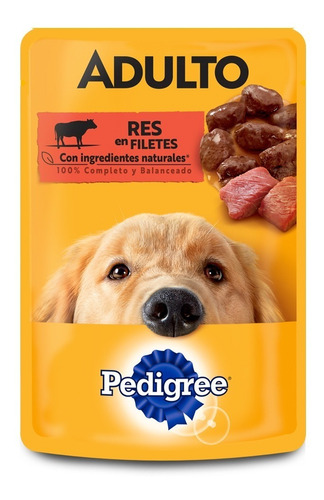 ADULTO
RES
en FILETES
Con ingredientes naturales*
100% Completo y Balanceado
Pedigree®